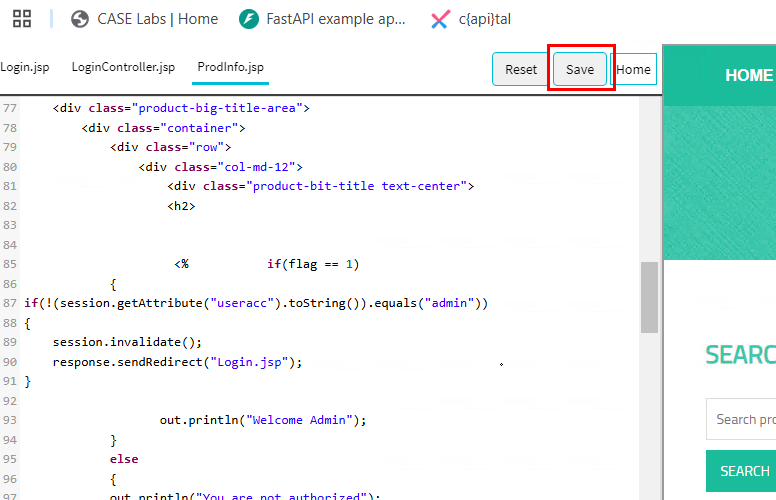 CASE Labs | Home FastAPI example ap... c{api}tal
Login.jsp LoginController.jsp ProdInfo.jsp Reset Save Home HOME
77 <div class="product-big-title-area">
78 <div class="container">
79 <div class="row">
80 <div class="col-md-12">
81 <div class="product-bit-title text-center">
82 <h2>
83
84
85 <% if(flag == 1)
86 {
87 if(!(session.getAttribute("useracc").toString()).equals("admin"))
88 {
89 session.invalidate();
90 response.sendRedirect("Login.jsp");
91 }
92
93 out.println("Welcome Admin");
94 }
95 else
96 {
97 out.println("You are not authorized");
SEARC
Search pro
SEARCH